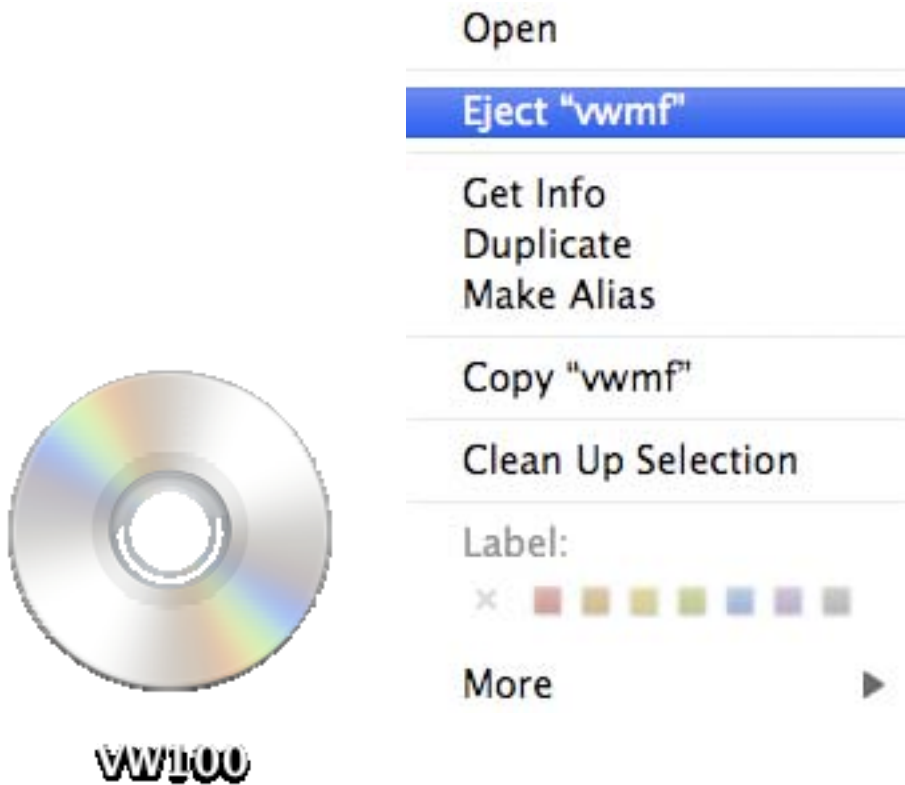 Open
Eject “vwmf”
Get Info
Duplicate
Make Alias
Copy “vwmf”
Clean Up Selection
Label:
More
VW100